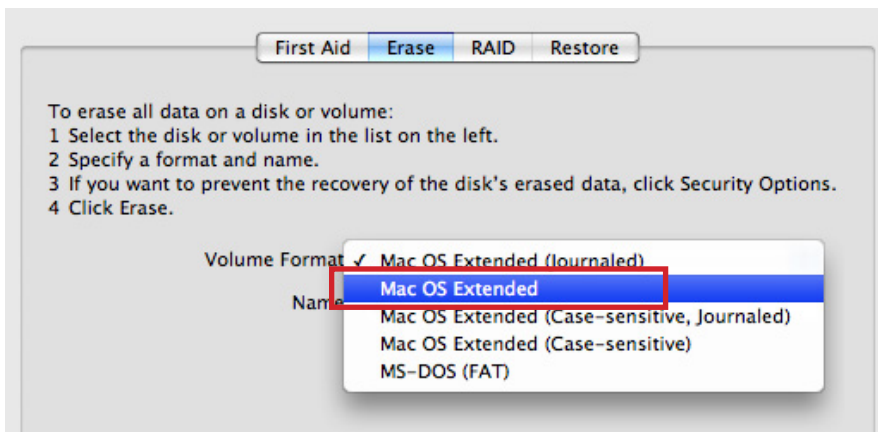 First Aid Erase RAID Restore
To erase all data on a disk or volume:
1 Select the disk or volume in the list on the left.
2 Specify a format and name.
3 If you want to prevent the recovery of the disk's erased data, click Security Options.
4 Click Erase.
Volume Format ✓ Mac OS Extended (Journaled)
Mac OS Extended
Name
Mac OS Extended (Case-sensitive, Journaled)
Mac OS Extended (Case-sensitive)
MS-DOS (FAT)